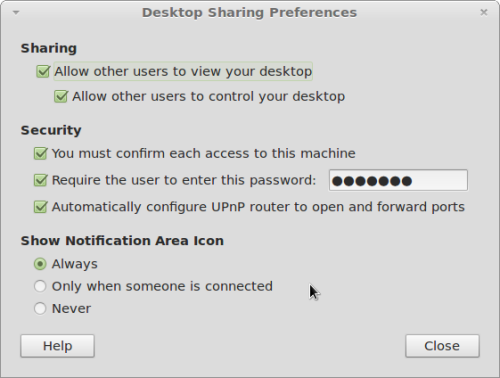 Desktop Sharing Preferences
Sharing
Allow other users to view your desktop
Allow other users to control your desktop
Security
You must confirm each access to this machine
Require the user to enter this password: ●●●●●●●
Automatically configure UPnP router to open and forward ports
Show Notification Area Icon
Always
Only when someone is connected
Never
Help Close